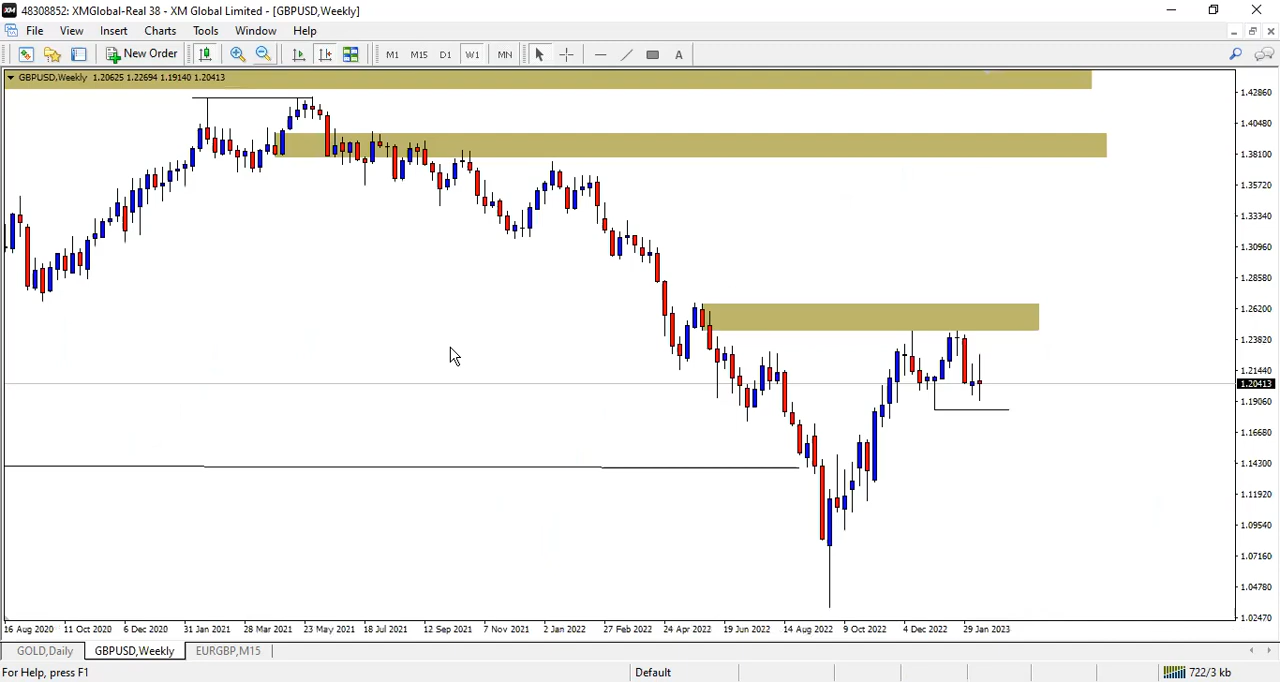 XM 48308852: XMGlobal-Real 38 - XM Global Limited - [GBPUSD,Weekly]
File View Insert Charts Tools Window Help
New Order M1 M15 D1 W1 MN A
GBPUSD,Weekly 1.20625 1.22694 1.19140 1.20413
1.42860
1.40480
1.38100
1.35720
1.33340
1.30960
1.28580
1.26200
1.23820
1.21440
1.20413
1.19060
1.16680
1.14300
1.11920
1.09540
1.07160
1.04780
1.02470
16 Aug 2020 11 Oct 2020 6 Dec 2020 31 Jan 2021 28 Mar 2021 23 May 2021 18 Jul 2021 12 Sep 2021 7 Nov 2021 2 Jan 2022 27 Feb 2022 24 Apr 2022 19 Jun 2022 14 Aug 2022 9 Oct 2022 4 Dec 2022 29 Jan 2023
GOLD,Daily GBPUSD,Weekly EURGBP,M15
For Help, press F1 Default 722/3 kb